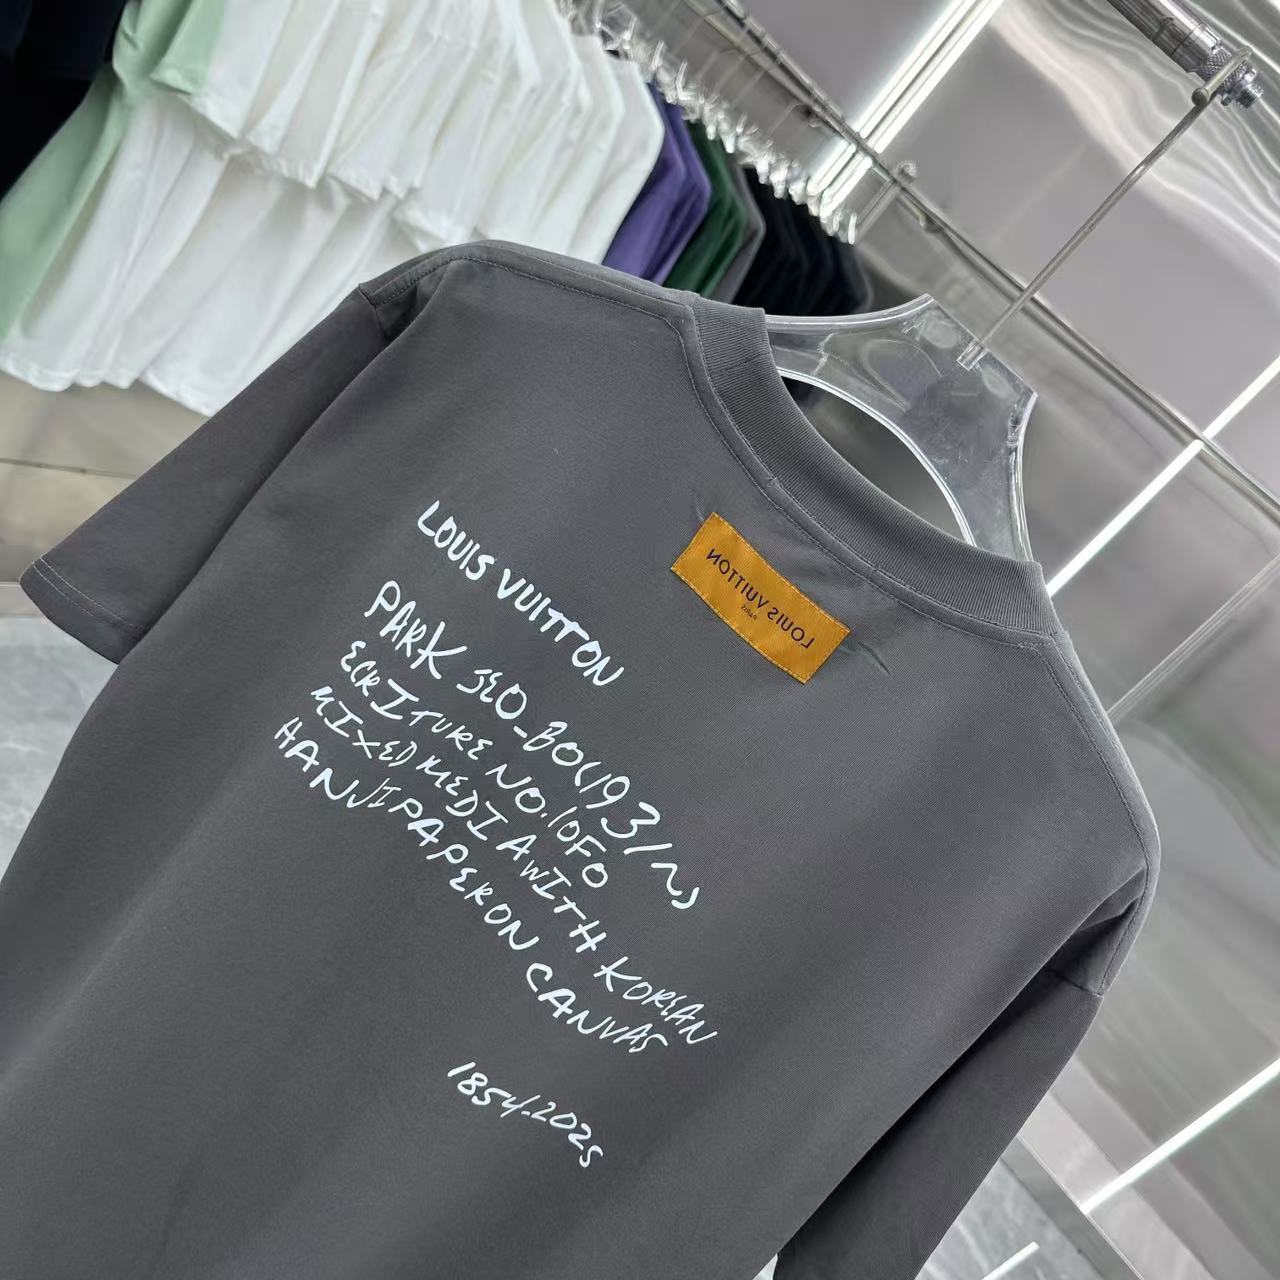 LOUIS VUITTON
PARIS
LOUIS VUITTON
PARK SEO-BO(1931~)
ECRITURE NO.10FO
MIXED MEDIA WITH KOREAN
HANJI PAPER ON CANVAS
1854-2025